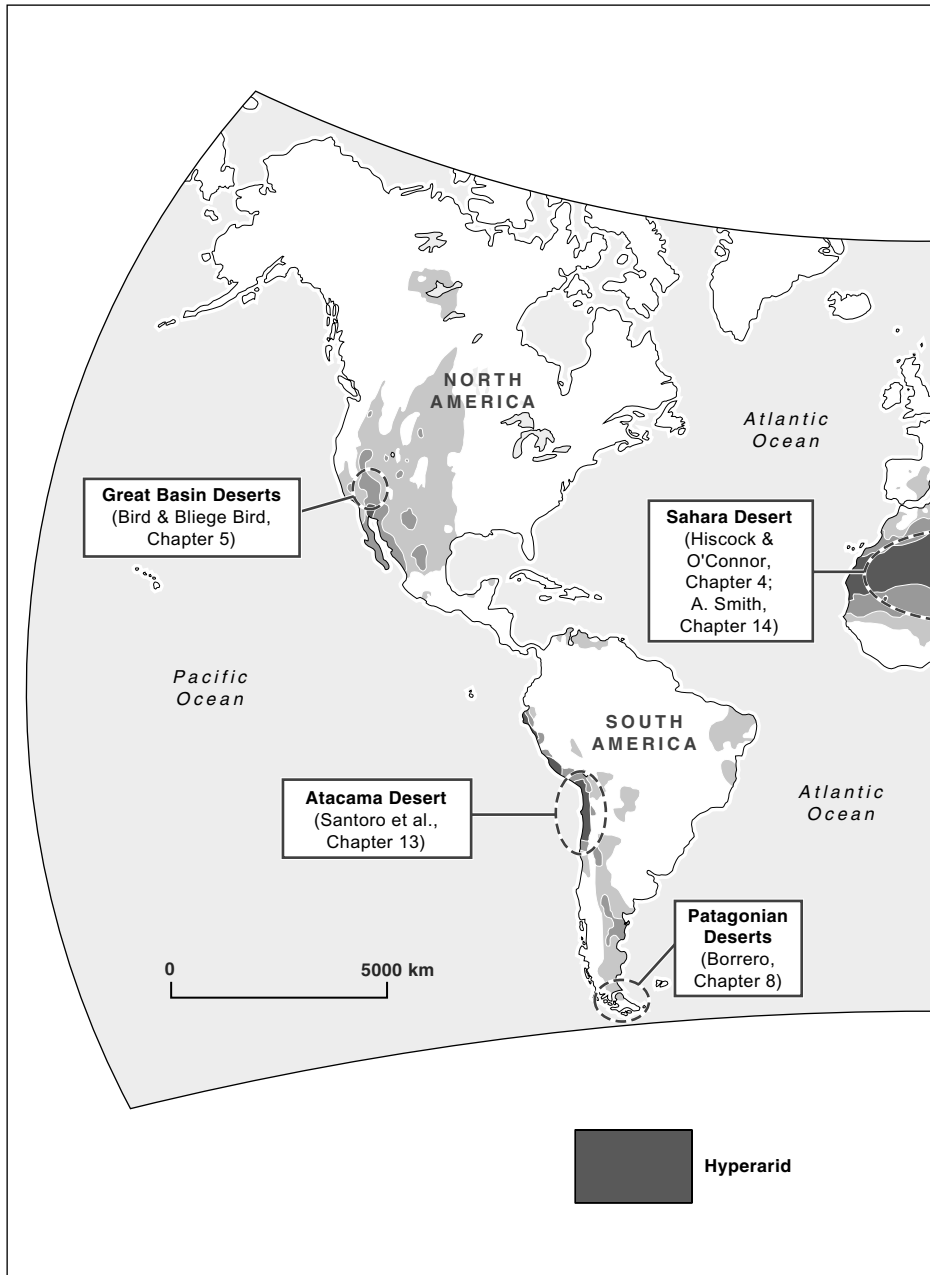 NORTH
AMERICA
Atlantic
Ocean
Great Basin Deserts
(Bird & Bliege Bird,
Chapter 5)
Sahara Desert
(Hiscock &
O'Connor,
Chapter 4;
A. Smith,
Chapter 14)
Pacific
Ocean
SOUTH
AMERICA
Atacama Desert
(Santoro et al.,
Chapter 13)
Atlantic
Ocean
Patagonian
Deserts
(Borrero,
Chapter 8)
0 5000 km
Hyperarid